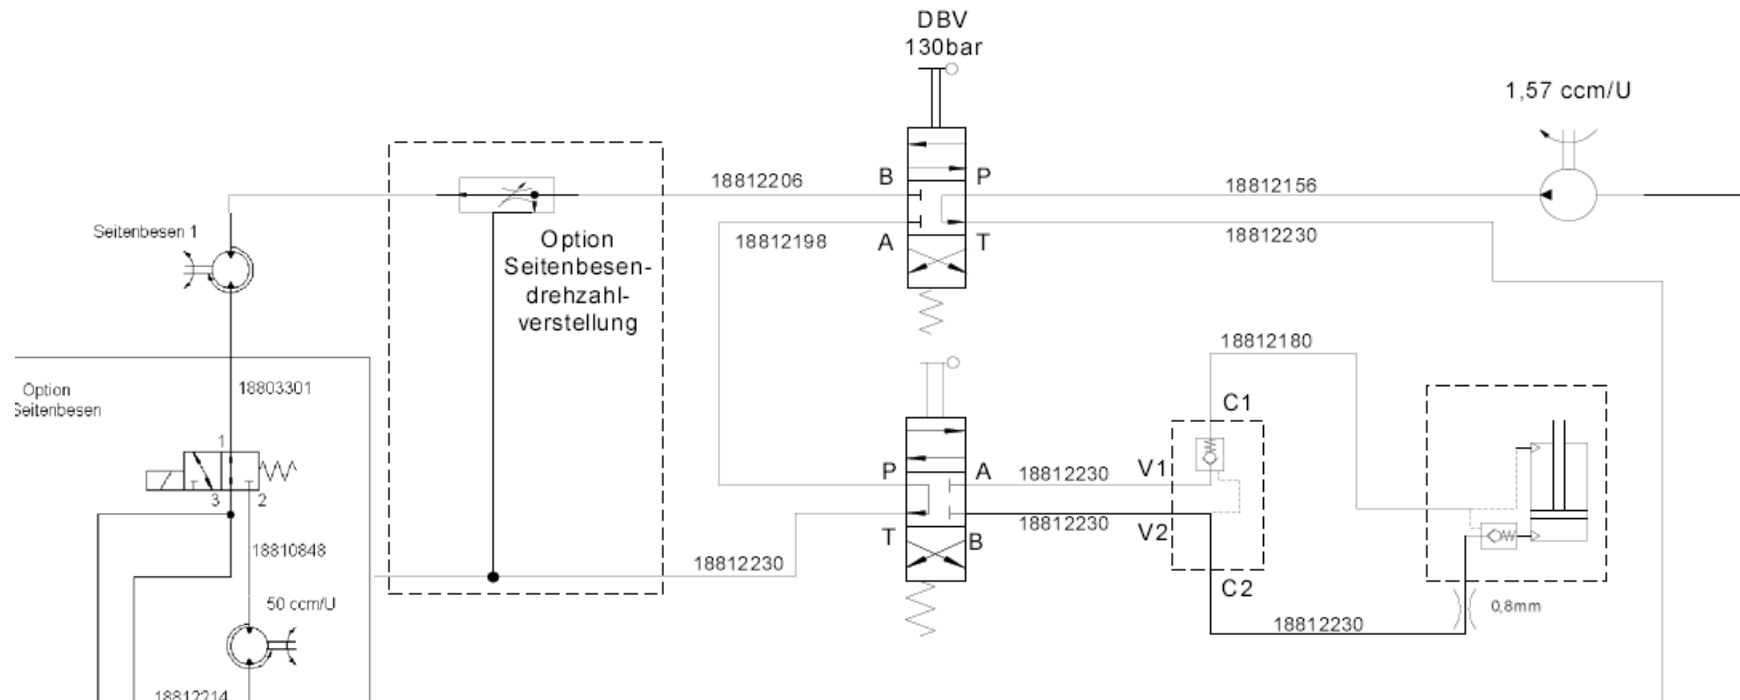 DBV
130bar
1,57 ccm/U
B
P
18812206
18812156
18812198
A
T
18812230
Seitenbesen 1
Option
Seitenbesen-
drehzahl-
verstellung
18812180
18803301
Option
Seitenbesen
C1
1
P
A
18812230
V1
3
2
18812230
V2
T
B
18810848
18812230
C2
50 ccm/U
0,8mm
18812230
18812214